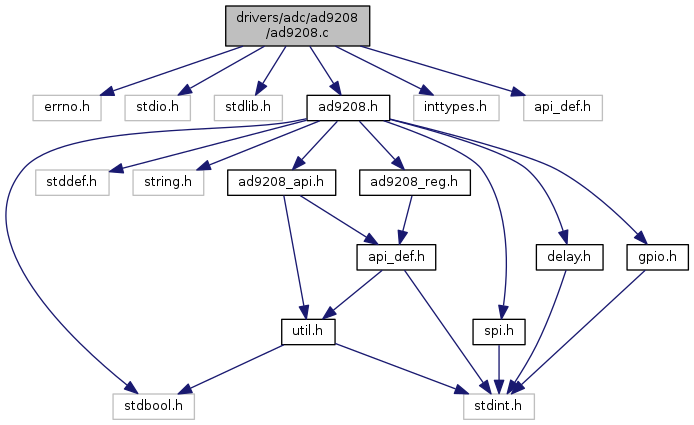 drivers/adc/ad9208
/ad9208.c
errno.h
stdio.h
stdlib.h
ad9208.h
inttypes.h
api_def.h
stddef.h
string.h
ad9208_api.h
ad9208_reg.h
api_def.h
delay.h
gpio.h
util.h
spi.h
stdbool.h
stdint.h